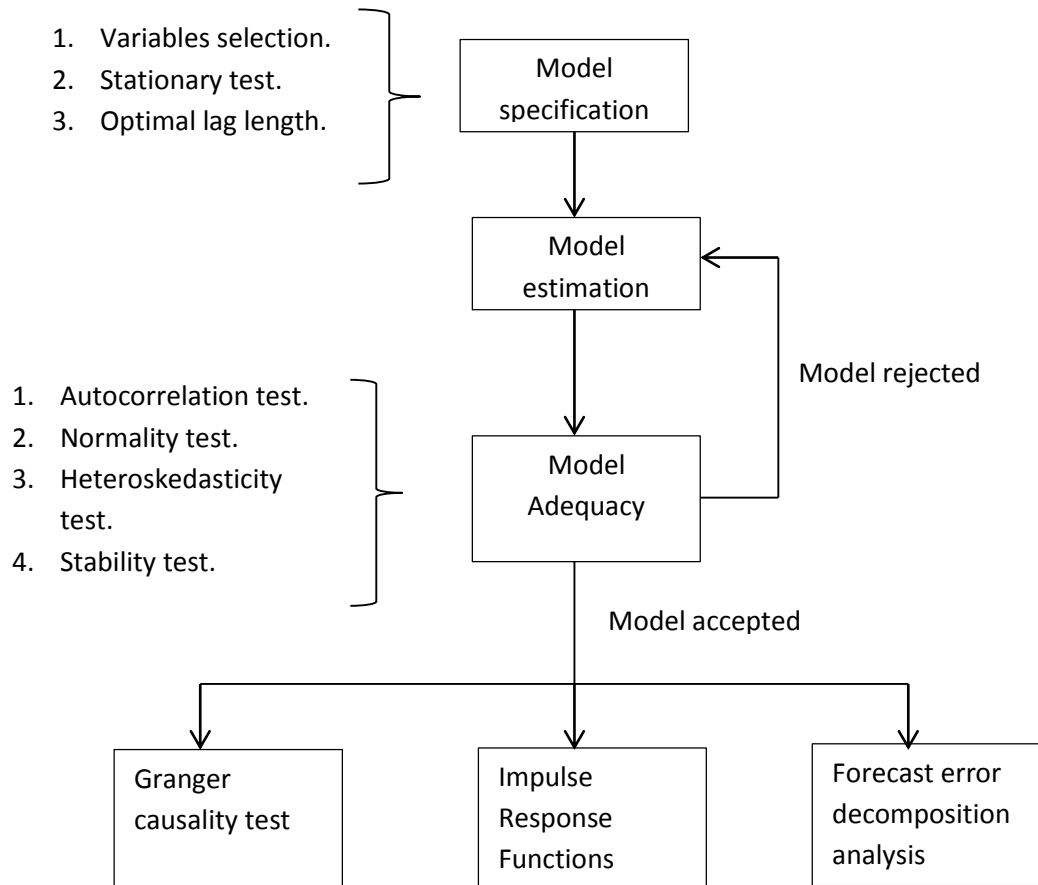 1. Variables selection.
2. Stationary test.
3. Optimal lag length.
Model
specification
Model
estimation
Model rejected
1. Autocorrelation test.
2. Normality test.
3. Heteroskedasticity
test.
4. Stability test.
Model
Adequacy
Model accepted
Granger
causality test
Impulse
Response
Functions
Forecast error
decomposition
analysis